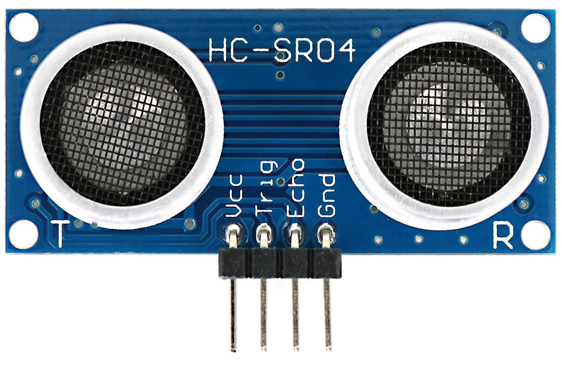 HC-SR04
Vcc
Trig
Echo
Gnd
T
R